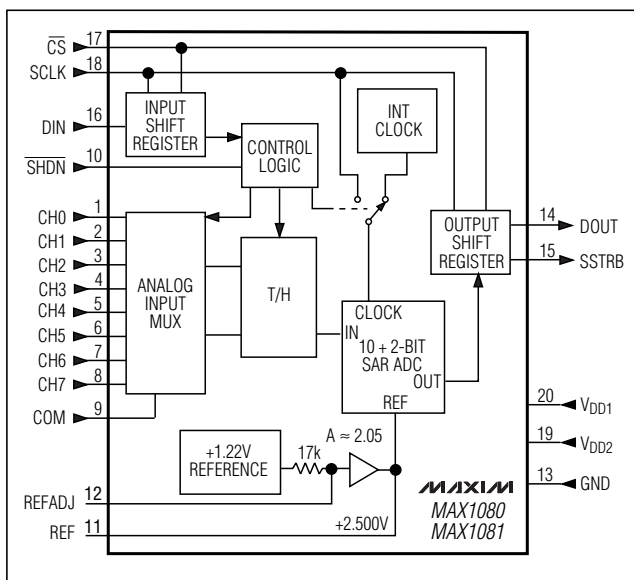 CS 17
SCLK 18
DIN 16
INPUT
SHIFT
REGISTER
INT
CLOCK
SHDN 10
CONTROL
LOGIC
CH0 1
CH1 2
CH2 3
CH3 4
CH4 5
CH5 6
CH6 7
CH7 8
COM 9
ANALOG
INPUT
MUX
T/H
OUTPUT
SHIFT
REGISTER
14 DOUT
15 SSTRB
CLOCK
IN
10 + 2-BIT
SAR ADC
OUT
REF
20 VDD1
19 VDD2
13 GND
+1.22V
REFERENCE
17k
A ≈ 2.05
REFADJ 12
REF 11
+2.500V
MAXIM
MAX1080
MAX1081